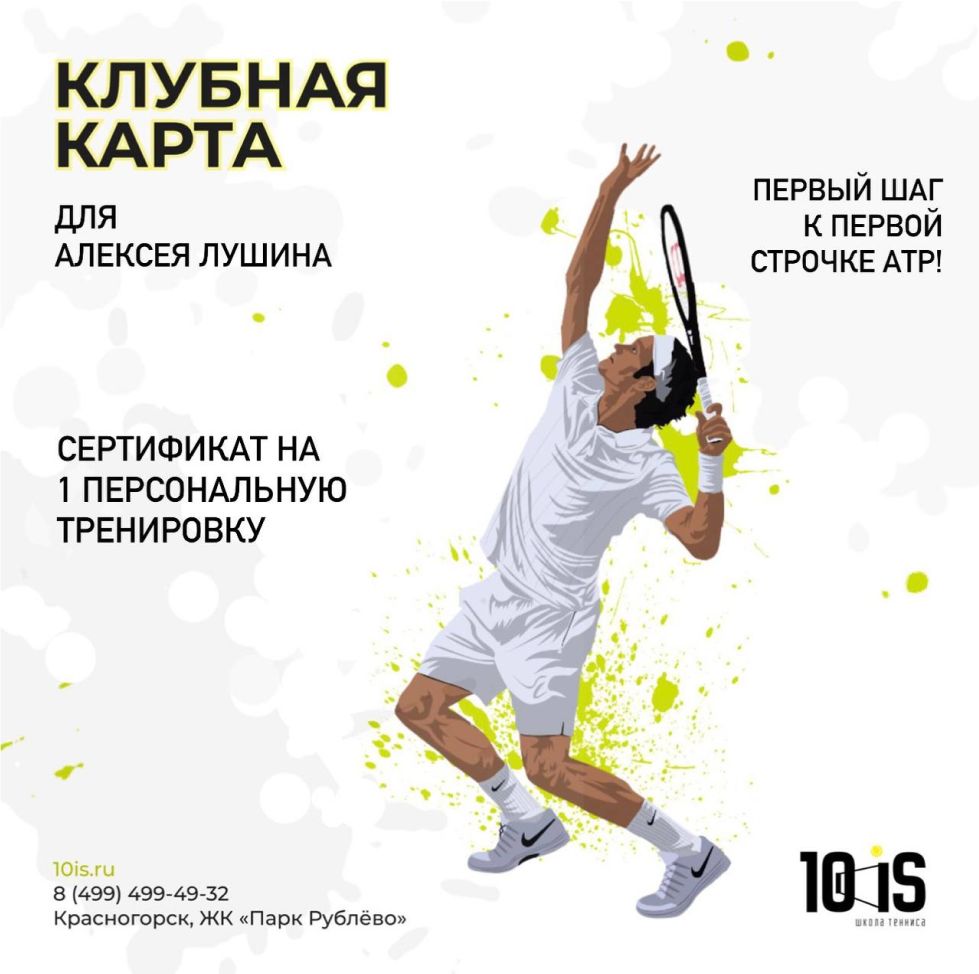 КЛУБНАЯ
КАРТА
ДЛЯ
АЛЕКСЕЯ ЛУШИНА
ПЕРВЫЙ ШАГ
К ПЕРВОЙ
СТРОЧКЕ ATP!
СЕРТИФИКАТ НА
1 ПЕРСОНАЛЬНУЮ
ТРЕНИРОВКУ
10is.ru
8 (499) 499-49-32
Красногорск, ЖК «Парк Рублёво»
10iS
школа тенниса